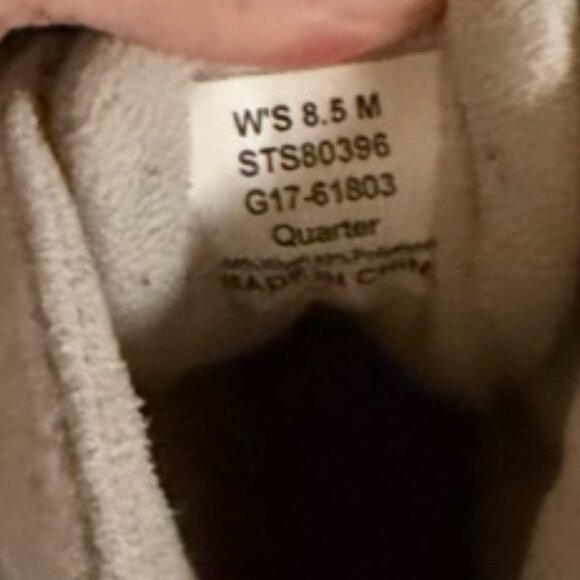 W'S 8.5 M
STS80396
G17-61803
Quarter
MADE IN CHINA